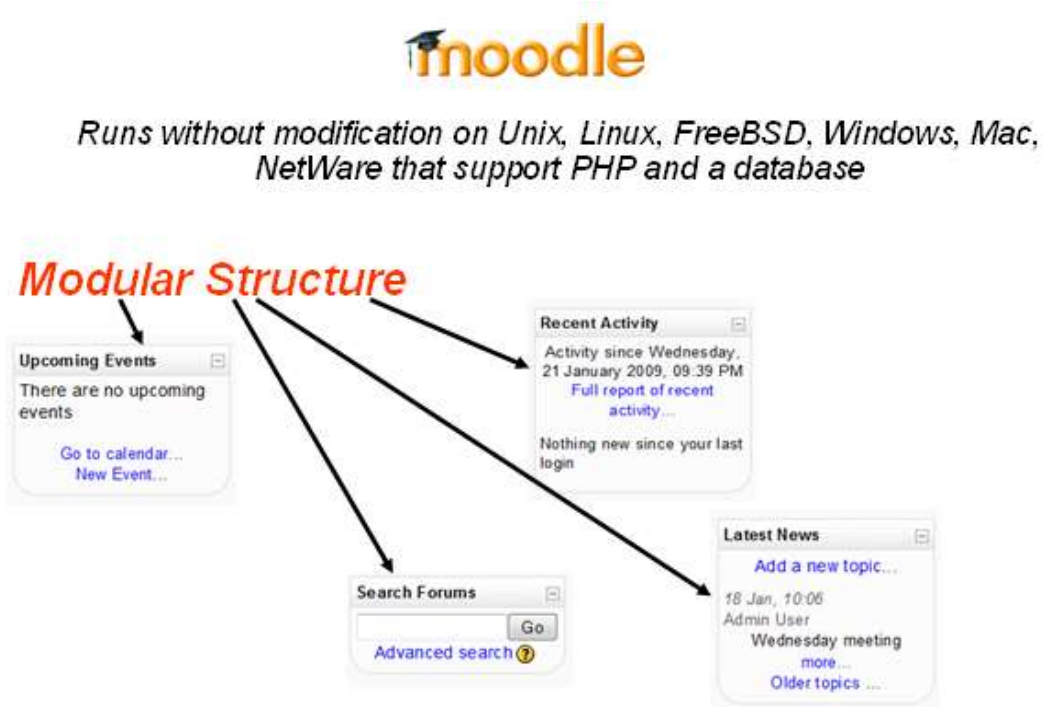 moodle
Runs without modification on Unix, Linux, FreeBSD, Windows, Mac,
NetWare that support PHP and a database
Modular Structure
Upcoming Events
There are no upcoming
events
Go to calendar...
New Event...
Recent Activity
Activity since Wednesday,
21 January 2009, 09:39 PM
Full report of recent
activity...
Nothing new since your last
login
Search Forums
Go
Advanced search ?
Latest News
Add a new topic...
18 Jan, 10:06
Admin User
Wednesday meeting
more...
Older topics ...